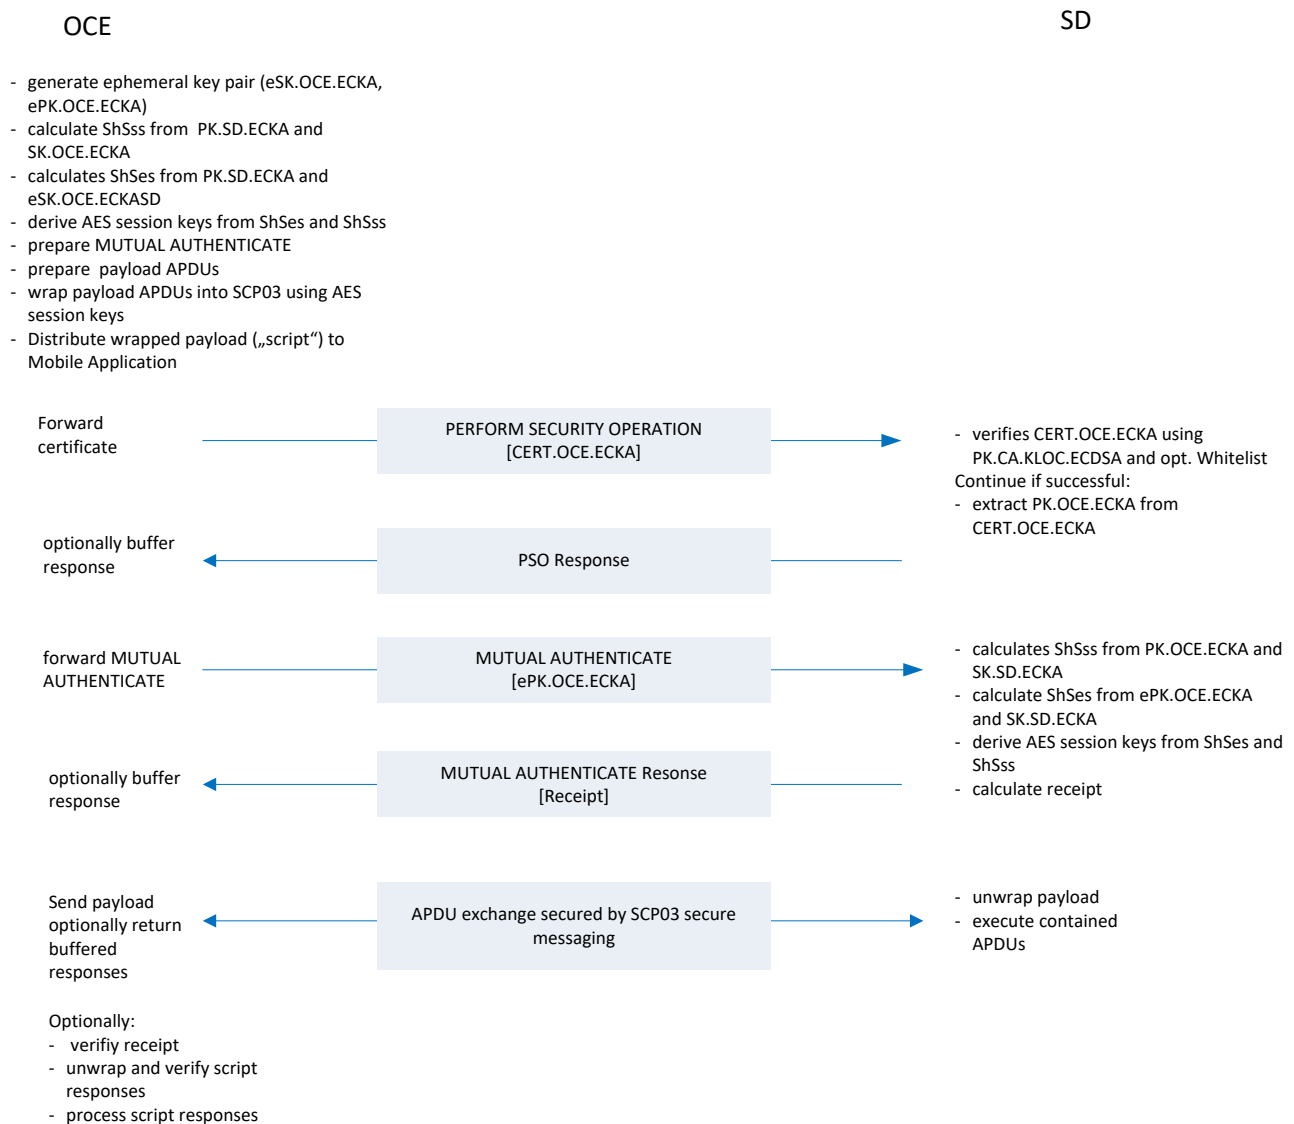 OCE
SD
- generate ephemeral key pair (eSK.OCE.ECKA,
ePK.OCE.ECKA)
- calculate ShSss from PK.SD.ECKA and
SK.OCE.ECKA
- calculates ShSes from PK.SD.ECKA and
eSK.OCE.ECKASD
- derive AES session keys from ShSes and ShSss
- prepare MUTUAL AUTHENTICATE
- prepare payload APDUs
- wrap payload APDUs into SCP03 using AES
session keys
- Distribute wrapped payload („script“) to
Mobile Application
Forward
certificate
PERFORM SECURITY OPERATION
[CERT.OCE.ECKA]
- verifies CERT.OCE.ECKA using
PK.CA.KLOC.ECDSA and opt. Whitelist
Continue if successful:
- extract PK.OCE.ECKA from
CERT.OCE.ECKA
optionally buffer
response
PSO Response
forward MUTUAL
AUTHENTICATE
MUTUAL AUTHENTICATE
[ePK.OCE.ECKA]
- calculates ShSss from PK.OCE.ECKA and
SK.SD.ECKA
- calculate ShSes from ePK.OCE.ECKA
and SK.SD.ECKA
- derive AES session keys from ShSes and
ShSss
- calculate receipt
optionally buffer
response
MUTUAL AUTHENTICATE Resonse
[Receipt]
Send payload
optionally return
buffered
responses
APDU exchange secured by SCP03 secure
messaging
- unwrap payload
- execute contained
APDUs
Optionally:
- verifiy receipt
- unwrap and verify script
responses
- process script responses